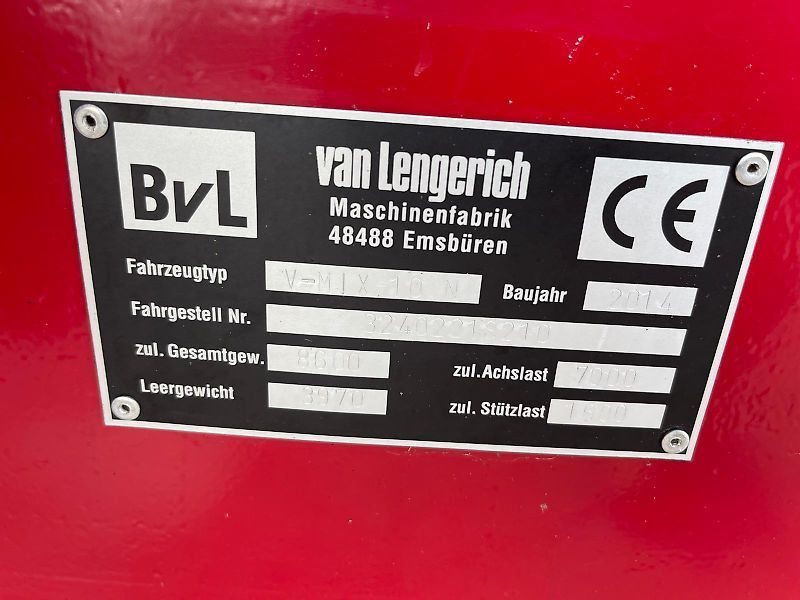 BvL
van Lengerich
Maschinenfabrik
48488 Emsbüren
CE
Fahrzeugtyp V-MIX 10 N Baujahr 2014
Fahrgestell Nr.
zul. Gesamtgew. 8600
zul. Achslast 7000
Leergewicht 3970
zul. Stützlast